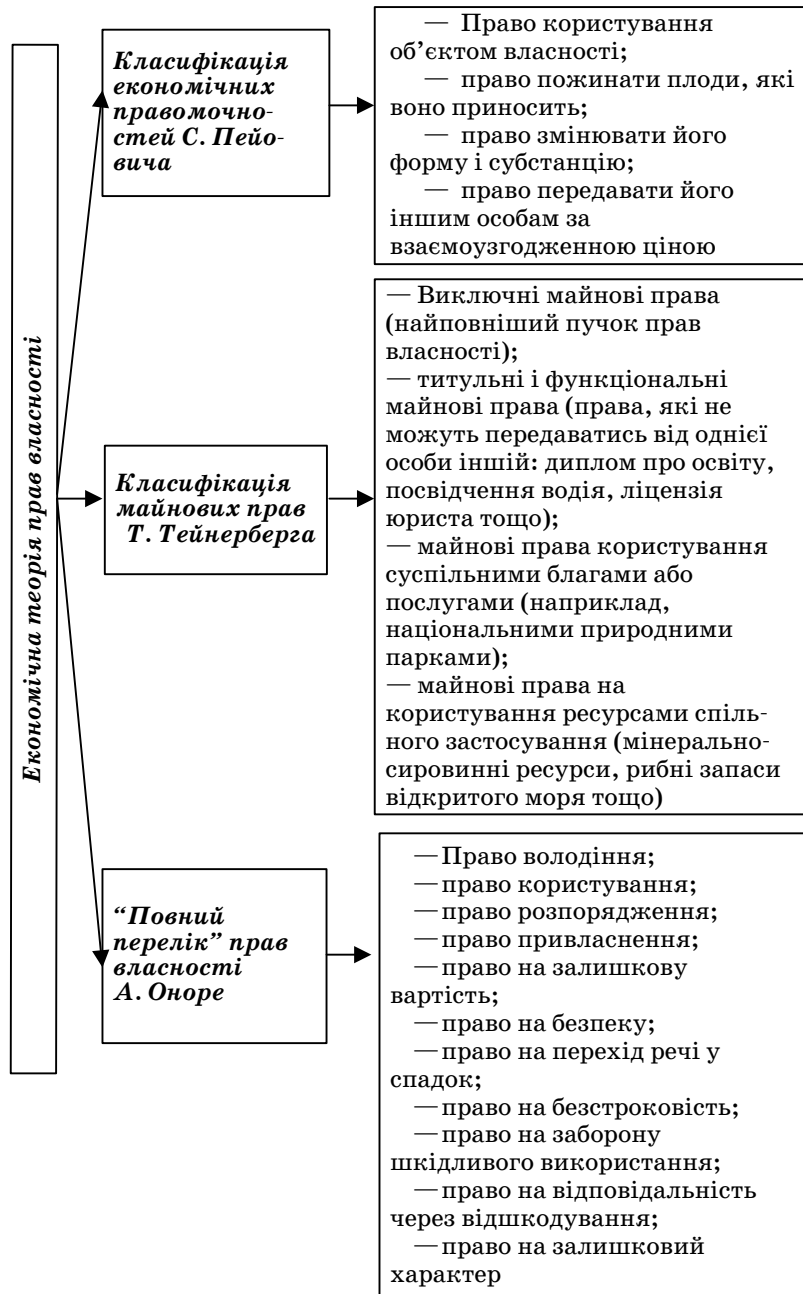 Економічна теорія прав власності
Класифікація
економічних
правомочно-
стей С. Пейо-
вича
— Право користування
об’єктом власності;
— право пожинати плоди, які
воно приносить;
— право змінювати його
форму і субстанцію;
— право передавати його
іншим особам за
взаємоузгодженною ціною
Класифікація
майнових прав
Т. Тейнерберга
— Виключні майнові права
(найповніший пучок прав
власності);
— титульні і функціональні
майнові права (права, які не
можуть передаватись від однієї
особи іншій: диплом про освіту,
посвідчення водія, ліцензія
юриста тощо);
— майнові права користування
суспільними благами або
послугами (наприклад,
національними природними
парками);
— майнові права на
користування ресурсами спіль-
ного застосування (мінерально-
сировинні ресурси, рибні запаси
відкритого моря тощо)
“Повний
перелік” прав
власності
А. Оноре
— Право володіння;
— право користування;
— право розпорядження;
— право привласнення;
— право на залишкову
вартість;
— право на безпеку;
— право на перехід речі у
спадок;
— право на безстроковість;
— право на заборону
шкідливого використання;
— право на відповідальність
через відшкодування;
— право на залишковий
характер